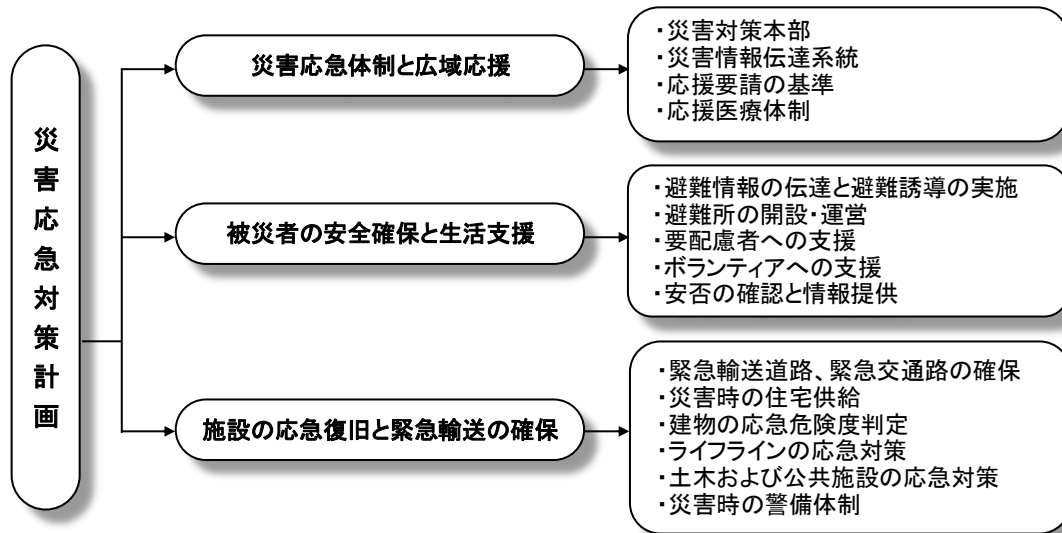 災害応急対策計画
災害応急体制と広域応援
・災害対策本部
・災害情報伝達系統
・応援要請の基準
・応援医療体制
被災者の安全確保と生活支援
・避難情報の伝達と避難誘導の実施
・避難所の開設・運営
・要配慮者への支援
・ボランティアへの支援
・安否の確認と情報提供
施設の応急復旧と緊急輸送の確保
・緊急輸送道路、緊急交通路の確保
・災害時の住宅供給
・建物の応急危険度判定
・ライフラインの応急対策
・土木および公共施設の応急対策
・災害時の警備体制